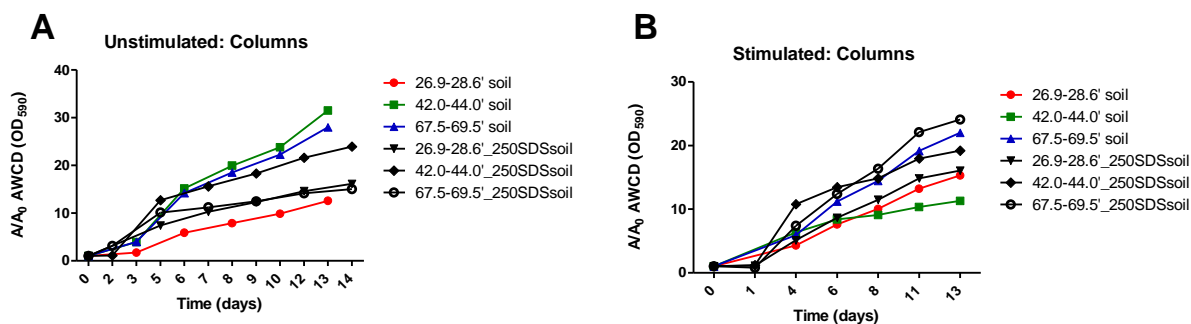 A
Unstimulated: Columns
A/A0 AWCD (OD590)
40
30
20
10
0
0 2 3 5 6 7 8 9 10 12 13 14
Time (days)
26.9-28.6' soil
42.0-44.0' soil
67.5-69.5' soil
26.9-28.6'_250SDSsoil
42.0-44.0'_250SDSsoil
67.5-69.5'_250SDSsoil
B
Stimulated: Columns
A/A0 AWCD (OD590)
30
20
10
0
0 1 4 6 8 11 13
Time (days)
26.9-28.6' soil
42.0-44.0' soil
67.5-69.5' soil
26.9-28.6'_250SDSsoil
42.0-44.0'_250SDSsoil
67.5-69.5'_250SDSsoil